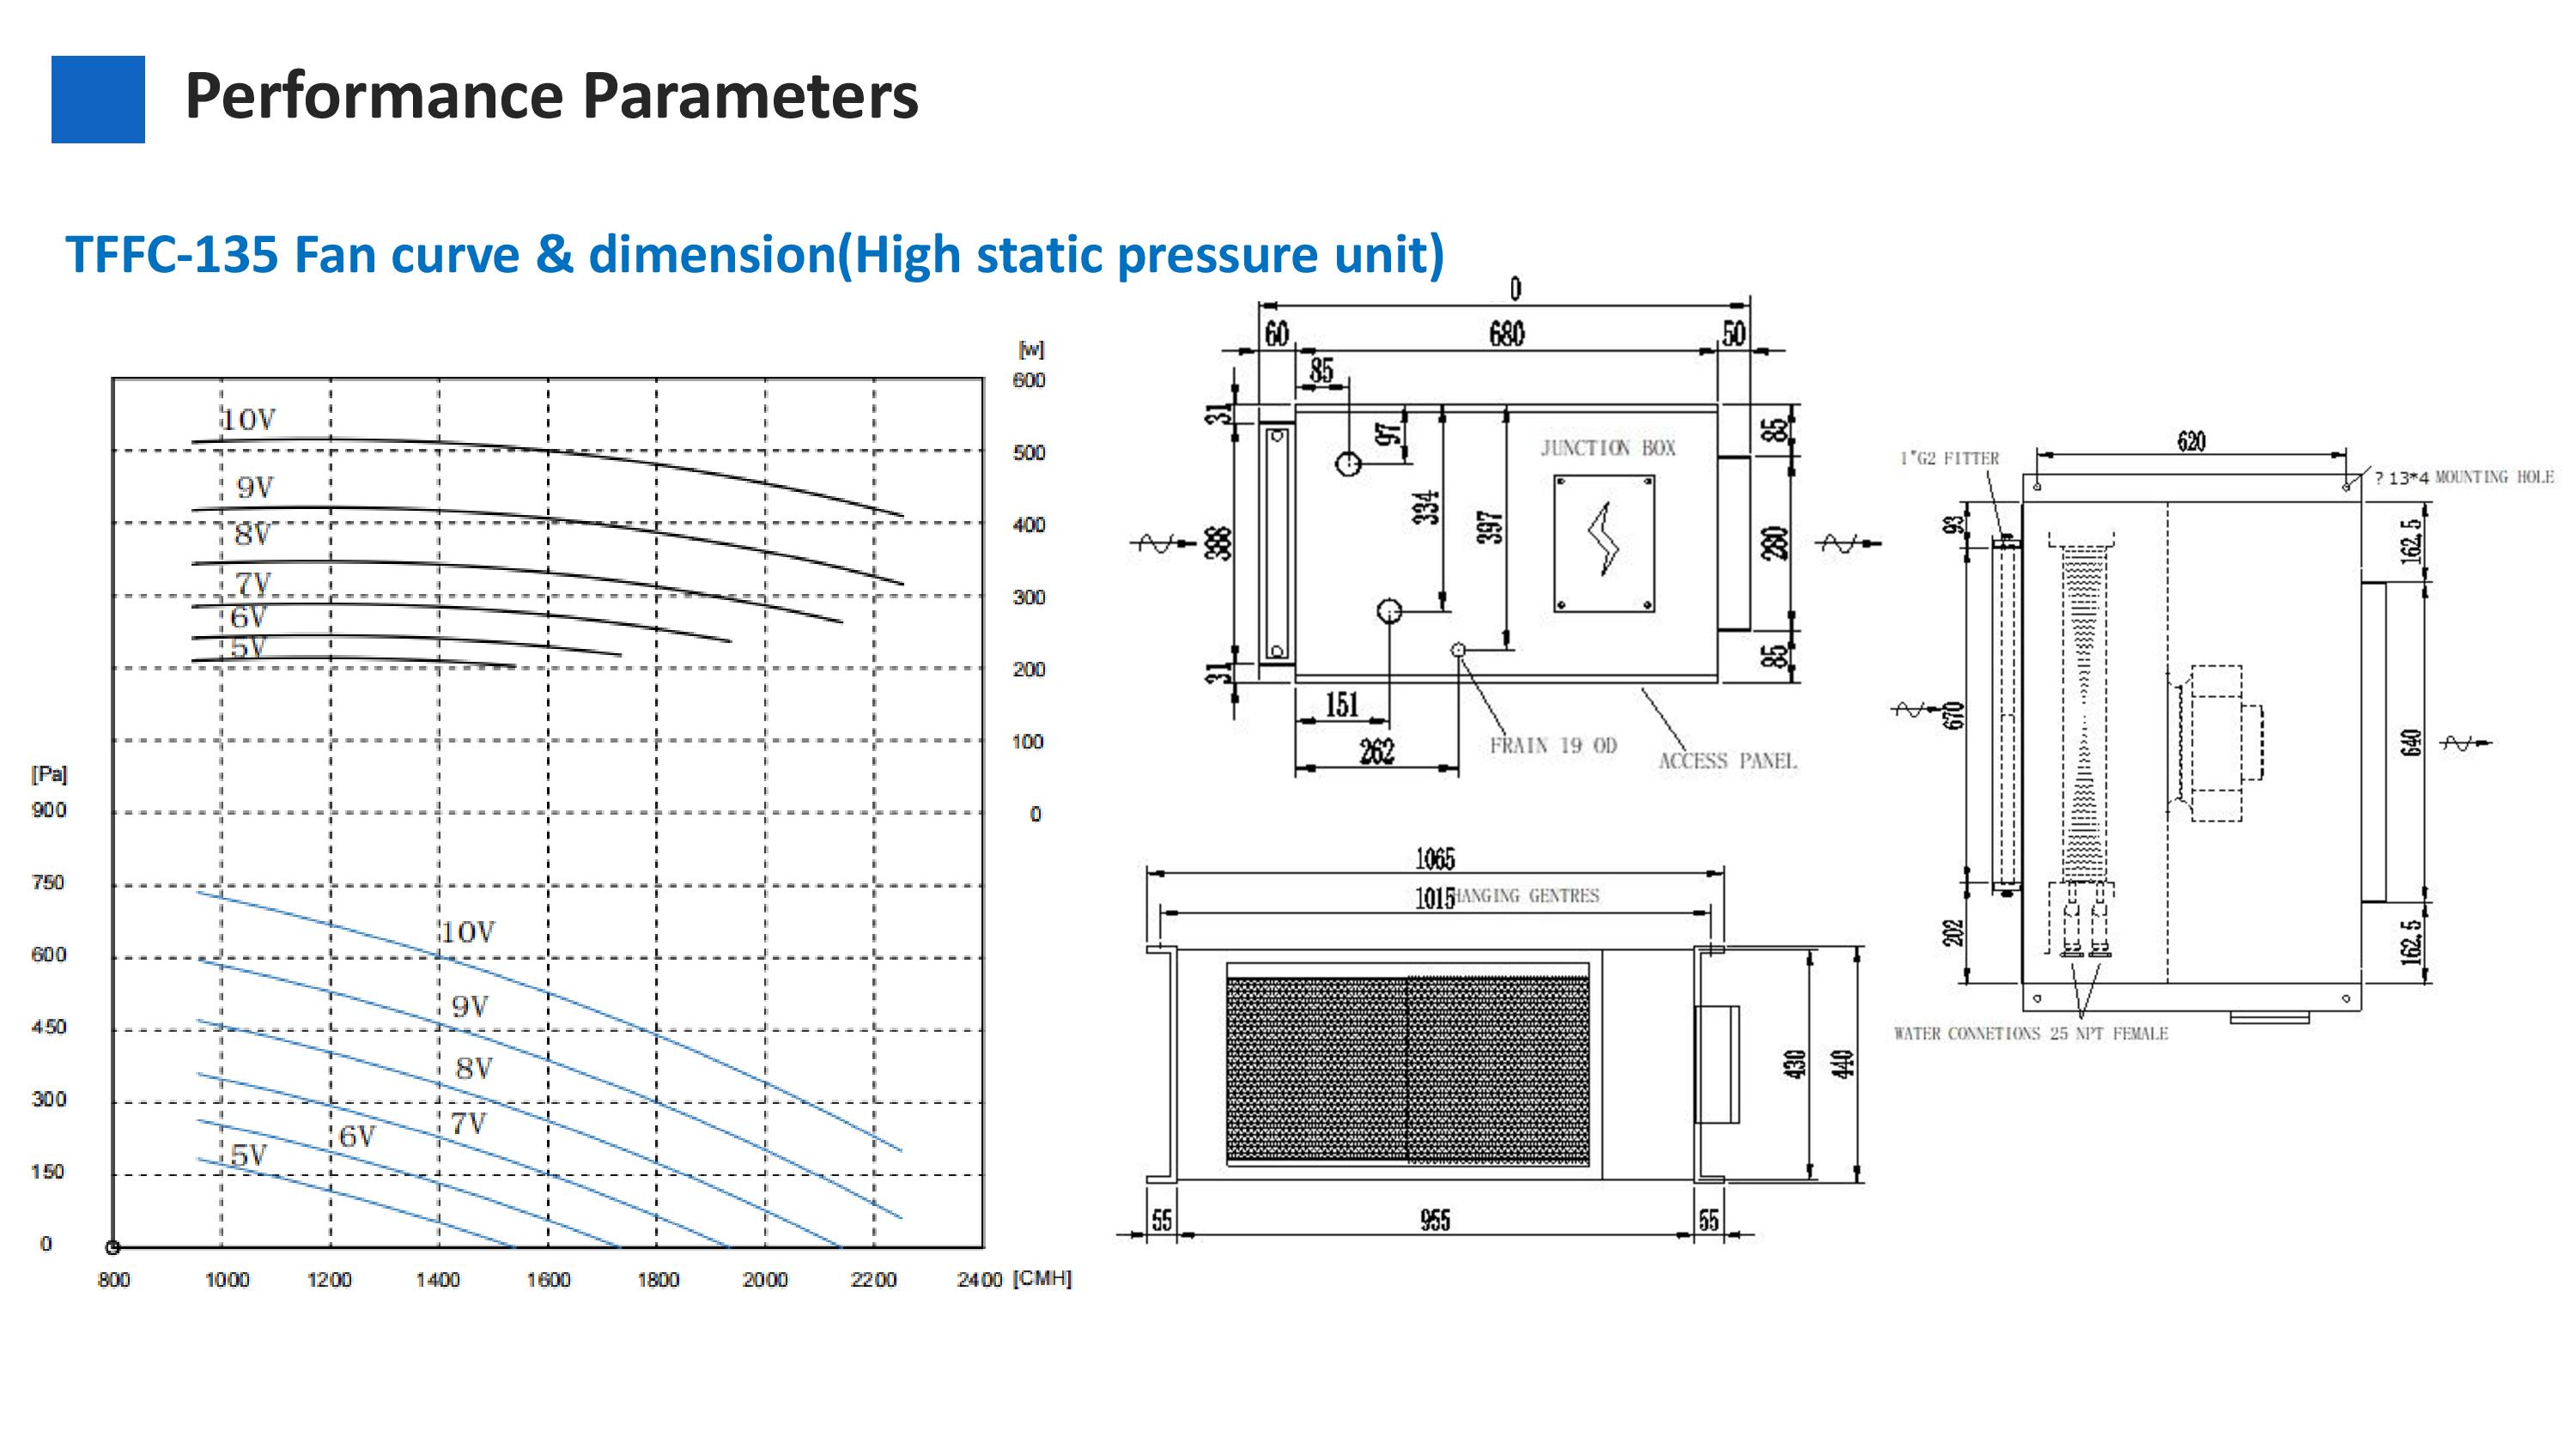 Performance Parameters
TFFC-135 Fan curve & dimension(High static pressure unit)
[w]
600
500
400
300
200
100
0
10V
9V
8V
7V
6V
5V
[Pa]
900
750
600
450
300
150
0
10V
9V
8V
7V
6V
5V
800 1000 1200 1400 1600 1800 2000 2200 2400 [CMH]
0
60 680 50
85
31
97
85
JUNCTION BOX
388
334
397
280
31
85
151
262
FRAIN 19 OD
ACCESS PANEL
1065
1015 HANGING GENTRES
430
440
55 955 55
620
1"G2 FITTER
? 13*4 MOUNTING HOLE
93
162.5
670
640
202
162.5
WATER CONNETIONS 25 NPT FEMALE